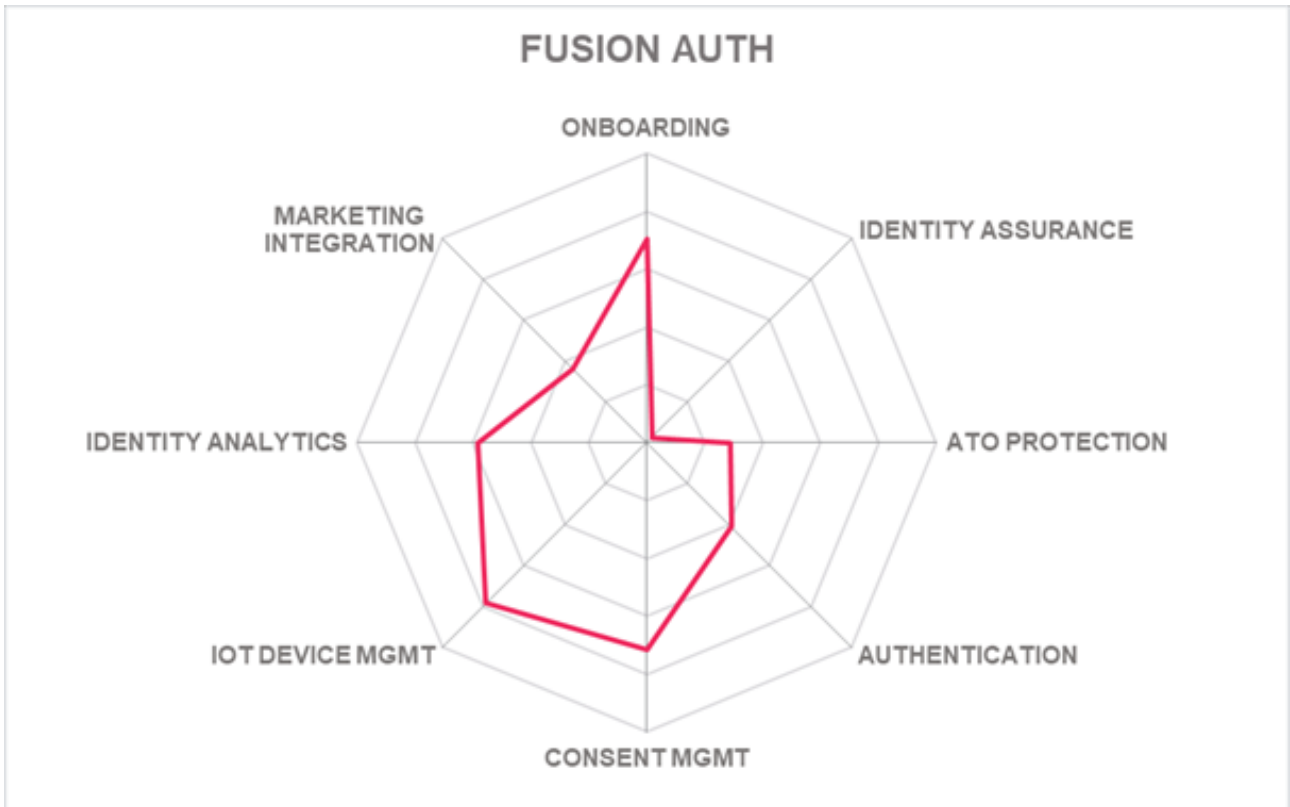 FUSION AUTH
ONBOARDING
MARKETING
INTEGRATION
IDENTITY ASSURANCE
IDENTITY ANALYTICS
ATO PROTECTION
IOT DEVICE MGMT
AUTHENTICATION
CONSENT MGMT